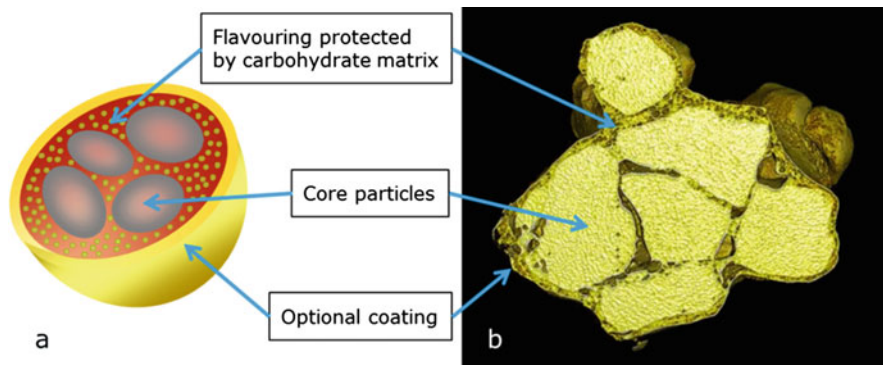 Flavouring protected
by carbohydrate matrix
Core particles
Optional coating
a
b